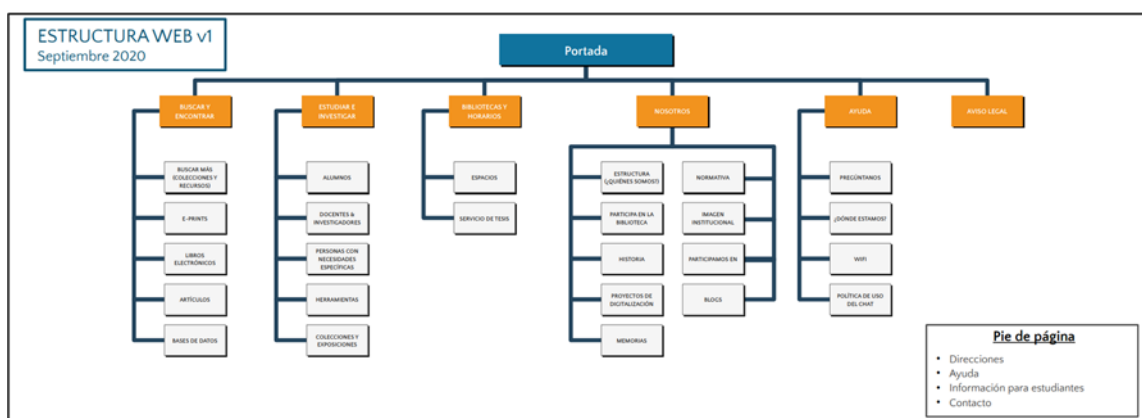 ESTRUCTURA WEB v1
Septiembre 2020
Portada
BUSCAR Y
ENCONTRAR
ESTUDIAR E
INVESTIGAR
BIBLIOTECAS Y
HORARIOS
NOSOTROS
AYUDA
AVISO LEGAL
BUSCAR MÁS
(COLECCIONES Y
RECURSOS)
E-PRINTS
LIBROS
ELECTRÓNICOS
ARTÍCULOS
BASES DE DATOS
ALUMNOS
DOCENTES &
INVESTIGADORES
PERSONAS CON
NECESIDADES
ESPECÍFICAS
HERRAMIENTAS
COLECCIONES Y
EXPOSICIONES
ESPACIOS
SERVICIO DE TESIS
ESTRUCTURA
(¿QUIÉNES SOMOS?)
PARTICIPA EN LA
BIBLIOTECA
HISTORIA
PROYECTOS DE
DIGITALIZACIÓN
MEMORIAS
NORMATIVA
IMAGEN
INSTITUCIONAL
PARTICIPAMOS EN
BLOGS
PREGÚNTANOS
¿DÓNDE ESTAMOS?
WIFI
POLÍTICA DE USO
DEL CHAT
Pie de página
• Direcciones
• Ayuda
• Información para estudiantes
• Contacto